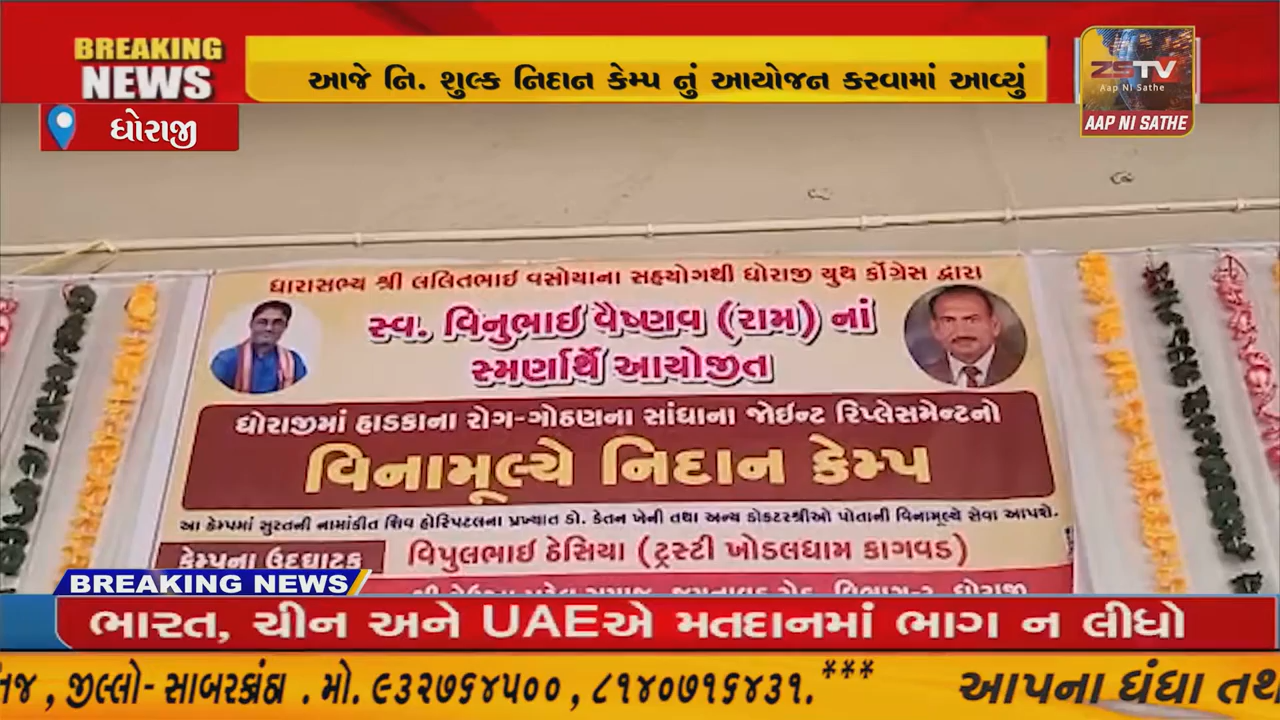 BREAKING NEWS
આજે નિ. શુલ્ક નિદાન કેમ્પ નું આયોજન કરવામાં આવ્યું
ZSTV
Aap Ni Sathe
AAP NI SATHE
ધોરાજી
ધારાસભ્ય શ્રી લલિતભાઈ વસોયાના સહયોગથી ધોરાજી યુથ કોંગ્રેસ દ્વારા
સ્વ. વિનુભાઈ વૈષ્ણવ (રામ) નાં
સ્મર્ણાર્થે આયોજીત
ધોરાજીમાં હાડકાના રોગ-ગોઠણના સાંધાના જોઈન્ટ રિપ્લેસમેન્ટનો
વિનામૂલ્યે નિદાન કેમ્પ
આ કેમ્પમાં સુરતની નામાંકીત શિવ હોસ્પિટલના પ્રખ્યાત ડો. કેતન ખેની તથા અન્ય ડોકટરશ્રીઓ પોતાની વિનામૂલ્યે સેવા આપશે.
કેમ્પના ઉદઘાટક વિપુલભાઈ ઠેસિયા (ટ્રસ્ટી ખોડલધામ કાગવડ)
BREAKING NEWS
ભારત, ચીન અને UAEએ મતદાનમાં ભાગ ન લીધો
, જીલ્લો- સાબરકાંઠા . મો. ૯૩૨૭૬૪૫૦૦ , ૮૧૪૦૭૧૬૪૩૧.*** આપના ધંધા તથ